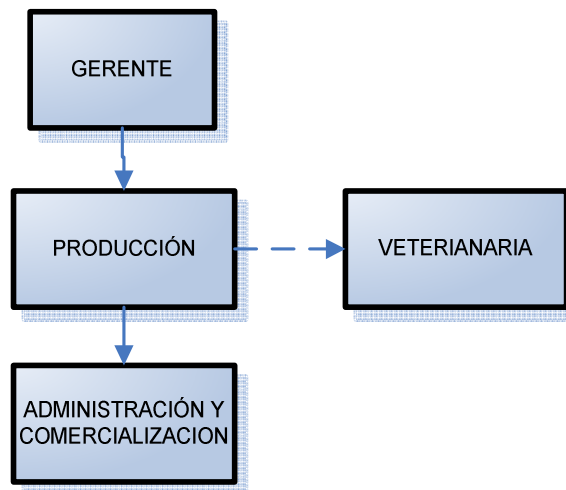 GERENTE
PRODUCCIÓN
VETERIANARIA
ADMINISTRACIÓN Y
COMERCIALIZACION